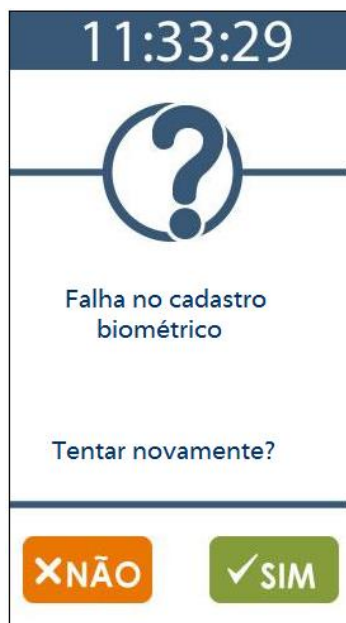 11:33:29
?
Falha no cadastro
biométrico
Tentar novamente?
×NÃO
✓SIM